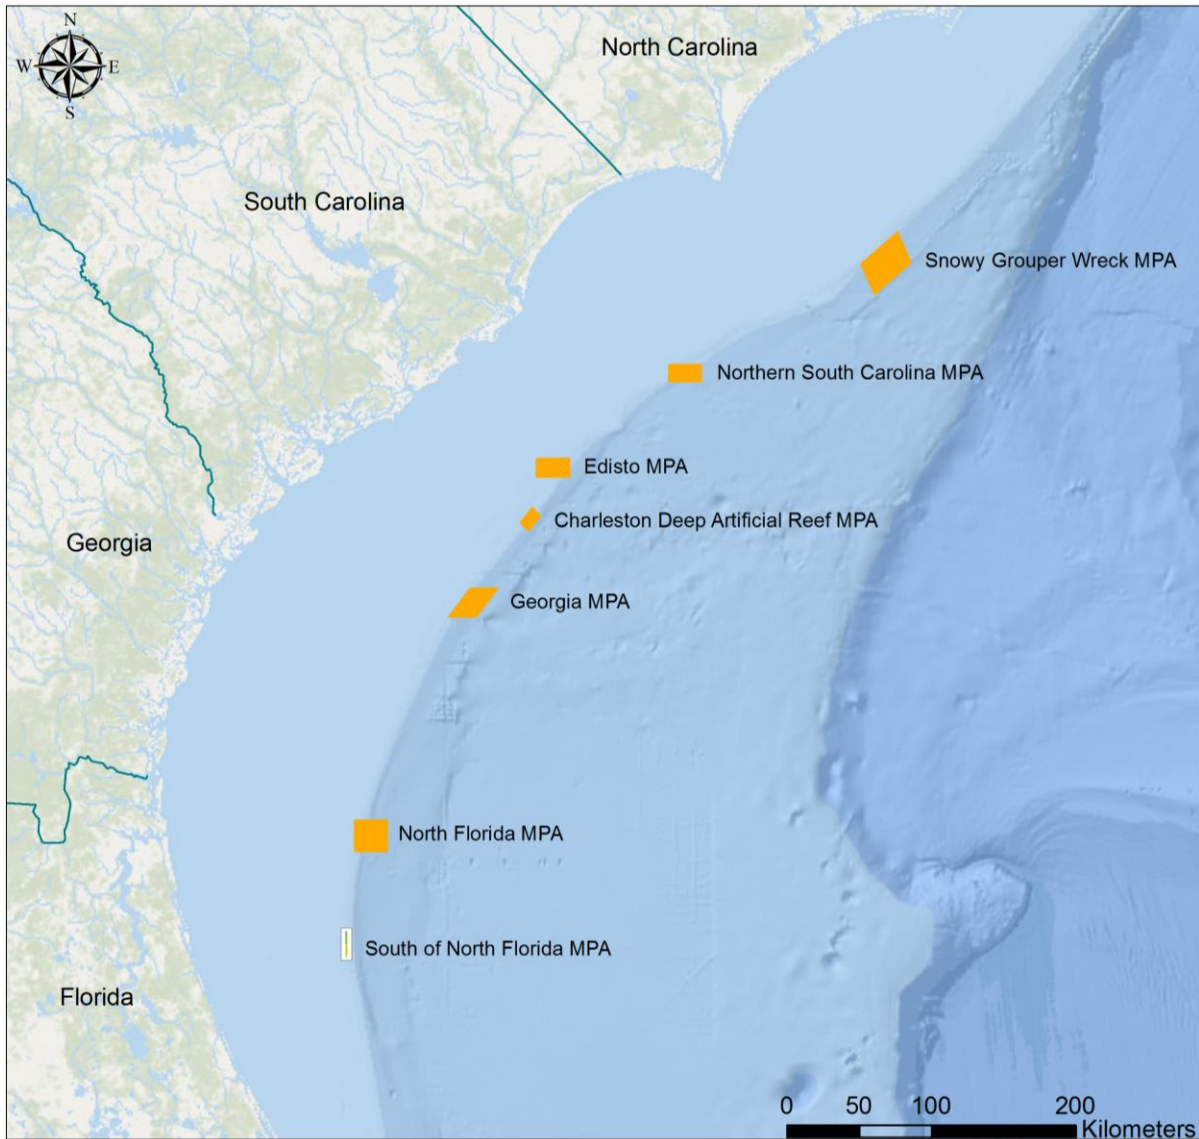 N
W E
S
North Carolina
South Carolina
Snowy Grouper Wreck MPA
Northern South Carolina MPA
Edisto MPA
Charleston Deep Artificial Reef MPA
Georgia
Georgia MPA
North Florida MPA
South of North Florida MPA
Florida
0 50 100 200
Kilometers